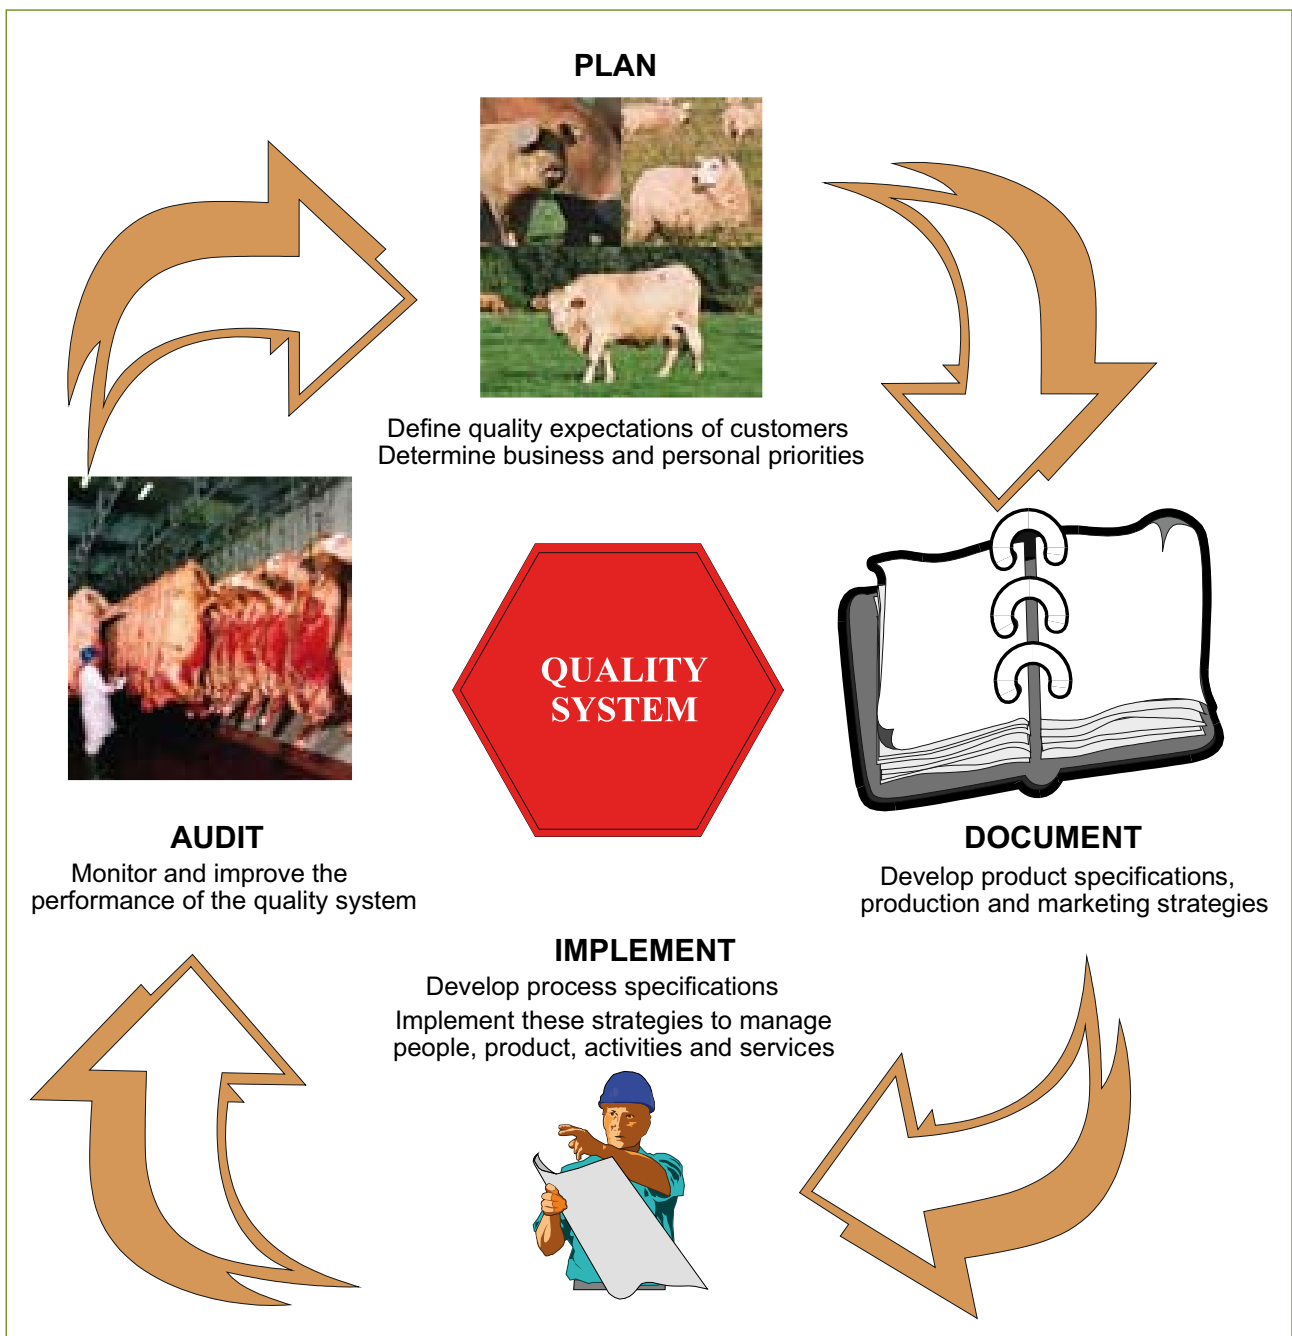 PLAN
Define quality expectations of customers
Determine business and personal priorities
QUALITY
SYSTEM
AUDIT
Monitor and improve the
performance of the quality system
DOCUMENT
Develop product specifications,
production and marketing strategies
IMPLEMENT
Develop process specifications
Implement these strategies to manage
people, product, activities and services